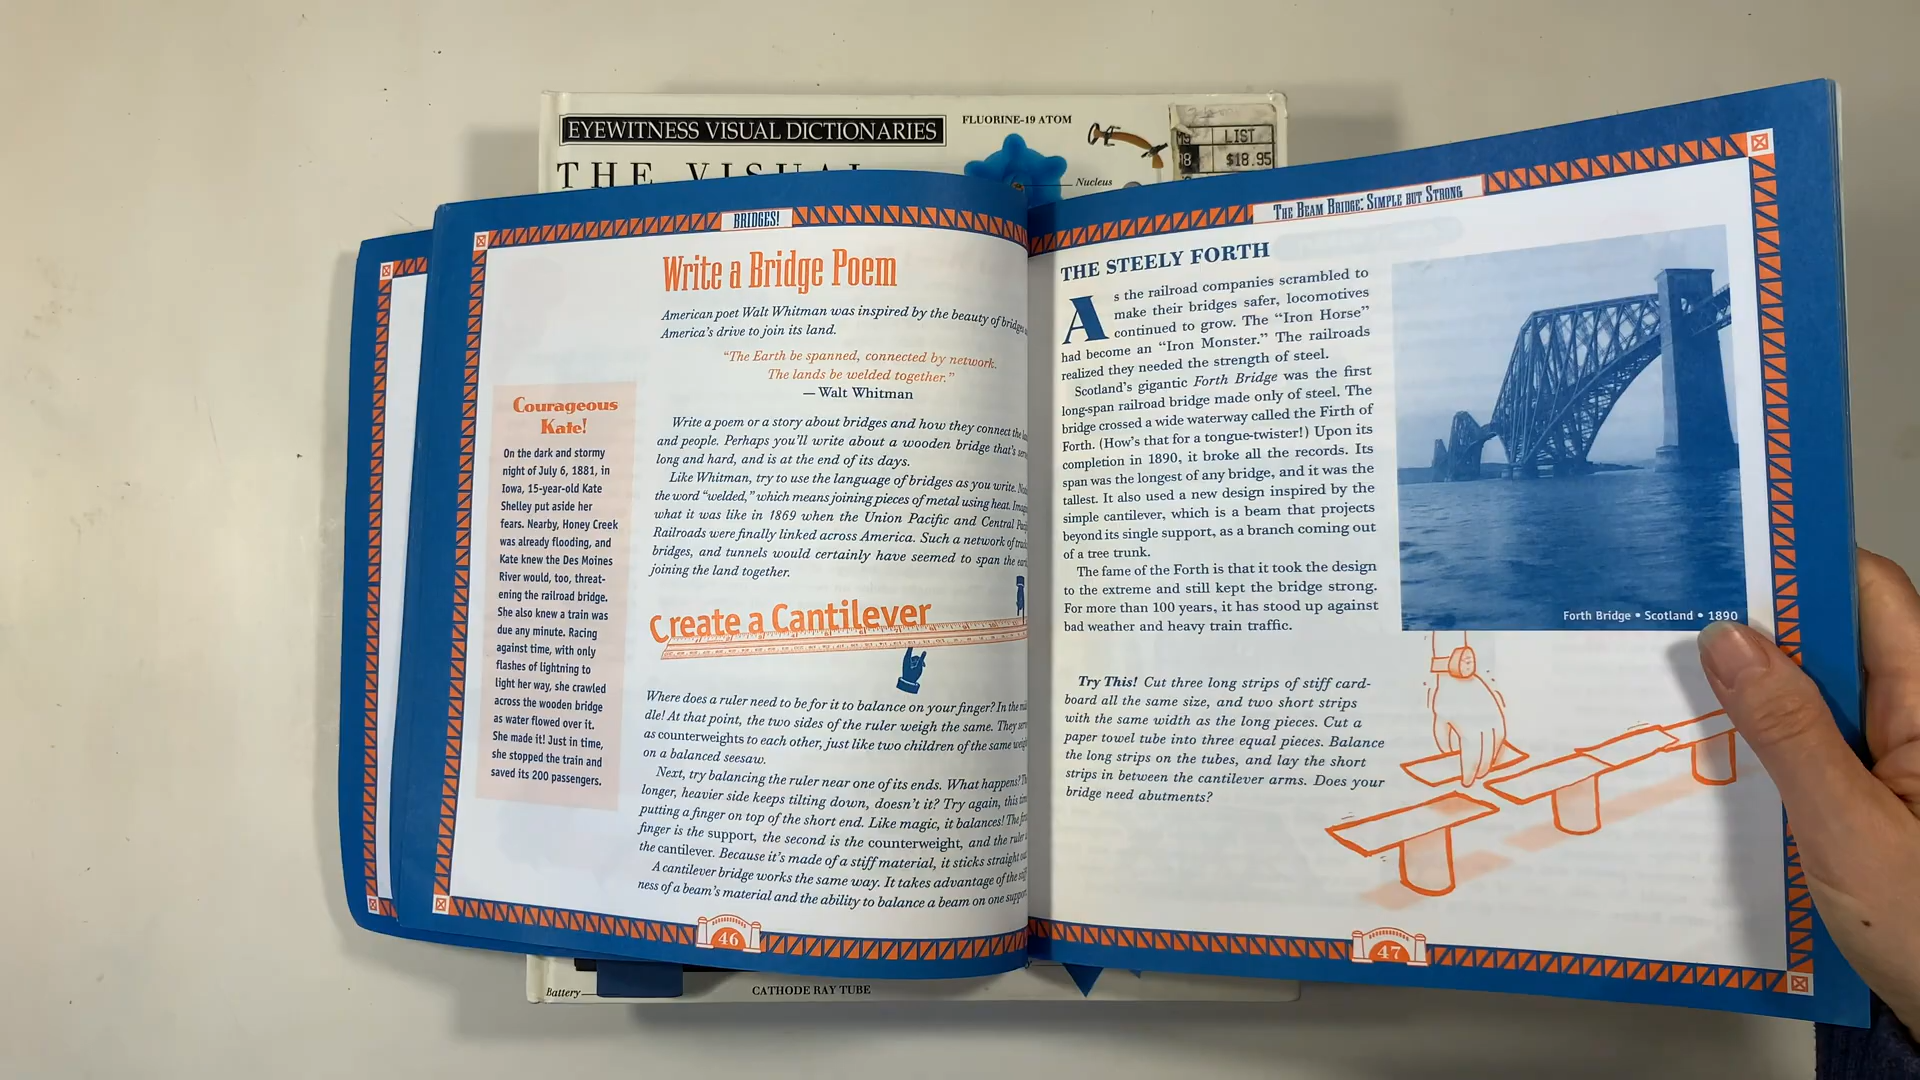 EYEWITNESS VISUAL DICTIONARIES
THE VISUAL
FLUORINE-19 ATOM
Nucleus
LIST
$18.95
BRIDGES!
Write a Bridge Poem
American poet Walt Whitman was inspired by the beauty of bridges
America's drive to join its land.
"The Earth be spanned, connected by network.
The lands be welded together."
— Walt Whitman
Write a poem or a story about bridges and how they connect the
and people. Perhaps you'll write about a wooden bridge that's
long and hard, and is at the end of its days.
Like Whitman, try to use the language of bridges as you write.
the word "welded," which means joining pieces of metal using heat.
what it was like in 1869 when the Union Pacific and Central
Railroads were finally linked across America. Such a network of
bridges, and tunnels would certainly have seemed to span the
joining the land together.
Courageous
Kate!
On the dark and stormy
night of July 6, 1881, in
Iowa, 15-year-old Kate
Shelley put aside her
fears. Nearby, Honey Creek
was already flooding, and
Kate knew the Des Moines
River would, too, threat-
ening the railroad bridge.
She also knew a train was
due any minute. Racing
against time, with only
flashes of lightning to
light her way, she crawled
across the wooden bridge
as water flowed over it.
She made it! Just in time,
she stopped the train and
saved its 200 passengers.
Create a Cantilever
Where does a ruler need to be for it to balance on your finger? In the
dle! At that point, the two sides of the ruler weigh the same. They
as counterweights to each other, just like two children of the same
on a balanced seesaw.
Next, try balancing the ruler near one of its ends. What happens?
longer, heavier side keeps tilting down, doesn't it? Try again, this
putting a finger on top of the short end. Like magic, it balances! The
finger is the support, the second is the counterweight, and the ruler
the cantilever. Because it's made of a stiff material, it sticks straight
A cantilever bridge works the same way. It takes advantage of the
ness of a beam's material and the ability to balance a beam on one
46
THE BEAM BRIDGE: SIMPLE BUT STRONG
THE STEELY FORTH
As the railroad companies scrambled to
make their bridges safer, locomotives
continued to grow. The "Iron Horse"
had become an "Iron Monster." The railroads
realized they needed the strength of steel.
Scotland's gigantic Forth Bridge was the first
long-span railroad bridge made only of steel. The
bridge crossed a wide waterway called the Firth of
Forth. (How's that for a tongue-twister!) Upon its
completion in 1890, it broke all the records. Its
span was the longest of any bridge, and it was the
tallest. It also used a new design inspired by the
simple cantilever, which is a beam that projects
beyond its single support, as a branch coming out
of a tree trunk.
The fame of the Forth is that it took the design
to the extreme and still kept the bridge strong.
For more than 100 years, it has stood up against
bad weather and heavy train traffic.
Forth Bridge • Scotland • 1890
Try This! Cut three long strips of stiff card-
board all the same size, and two short strips
with the same width as the long pieces. Cut a
paper towel tube into three equal pieces. Balance
the long strips on the tubes, and lay the short
strips in between the cantilever arms. Does your
bridge need abutments?
47
Battery
CATHODE RAY TUBE